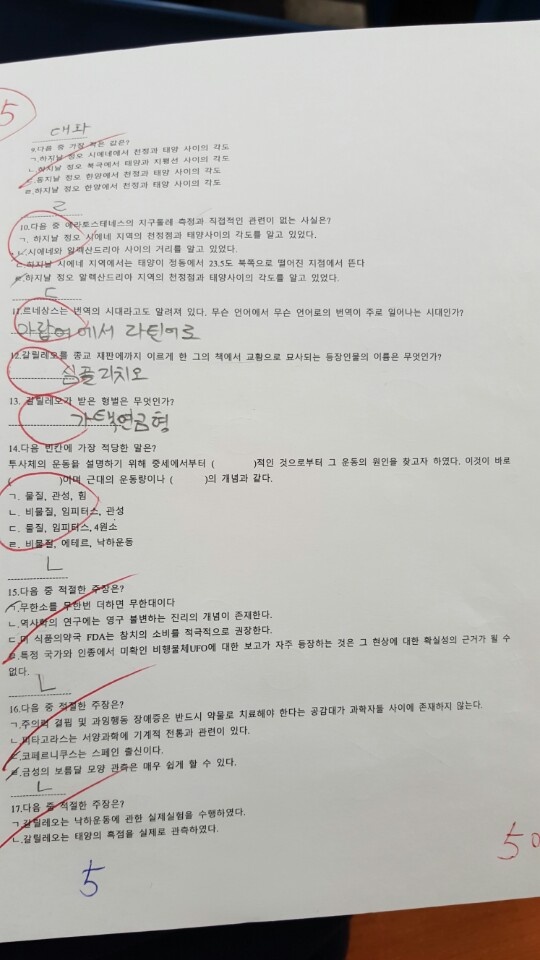 5
대좌
9.다음 중 가장 작은 값은?
ㄱ.하지날 정오 시에네에서 천정과 태양 사이의 각도
ㄴ.하지날 정오 북극에서 태양과 지평선 사이의 각도
ㄷ.동지날 정오 한양에서 천정과 태양 사이의 각도
ㄹ.하지날 정오 한양에서 천정과 태양 사이의 각도
ㄹ
10.다음 중 에라토스테네스의 지구둘레 측정과 직접적인 관련이 없는 사실은?
ㄱ. 하지날 정오 시에네 지역의 천정점과 태양사이의 각도를 알고 있었다.
ㄴ.시에네와 알렉산드리아 사이의 거리를 알고 있었다.
ㄷ.하지날 시에네 지역에서는 태양이 정동에서 23.5도 북쪽으로 떨어진 지점에서 뜬다
ㄹ.하지날 정오 알렉산드리아 지역의 천정점과 태양사이의 각도를 알고 있었다.
ㄷ
11.르네상스는 번역의 시대라고도 알려져 있다. 무슨 언어에서 무슨 언어로의 번역이 주로 일어나는 시대인가?
아랍어에서 라틴어로
12.갈릴레오를 종교 재판에까지 이르게 한 그의 책에서 교황으로 묘사되는 등장인물의 이름은 무엇인가?
심플리치오
13. 갈릴레오가 받은 형벌은 무엇인가?
가택연금형
14.다음 빈칸에 가장 적당한 말은?
투사체의 운동을 설명하기 위해 중세에서부터 ( )적인 것으로부터 그 운동의 원인을 찾고자 하였다. 이것이 바로
( )이며 근대의 운동량이나 ( )의 개념과 같다.
ㄱ. 물질, 관성, 힘
ㄴ. 비물질, 임피터스, 관성
ㄷ. 물질, 임피터스, 4원소
ㄹ. 비물질, 에테르, 낙하운동
ㄴ
15.다음 중 적절한 주장은?
ㄱ.무한소를 무한번 더하면 무한대이다
ㄴ.역사학의 연구에는 영구 불변하는 진리의 개념이 존재한다.
ㄷ.미 식품의약국 FDA는 참치의 소비를 적극적으로 권장한다.
ㄹ.특정 국가와 인종에서 미확인 비행물체UFO에 대한 보고가 자주 등장하는 것은 그 현상에 대한 확실성의 근거가 될 수
없다.
ㄴ
16.다음 중 적절한 주장은?
ㄱ.주의력 결핍 및 과잉행동 장애증은 반드시 약물로 치료해야 한다는 공감대가 과학자들 사이에 존재하지 않는다.
ㄴ.피타고라스는 서양과학에 기계적 전통과 관련이 있다.
ㄷ.코페르니쿠스는 스페인 출신이다.
ㄹ.금성의 보름달 모양 관측은 매우 쉽게 할 수 있다.
ㄴ
17.다음 중 적절한 주장은?
ㄱ.갈릴레오는 낙하운동에 관한 실제실험을 수행하였다.
ㄴ.갈릴레오는 태양의 흑점을 실제로 관측하였다.
5
50